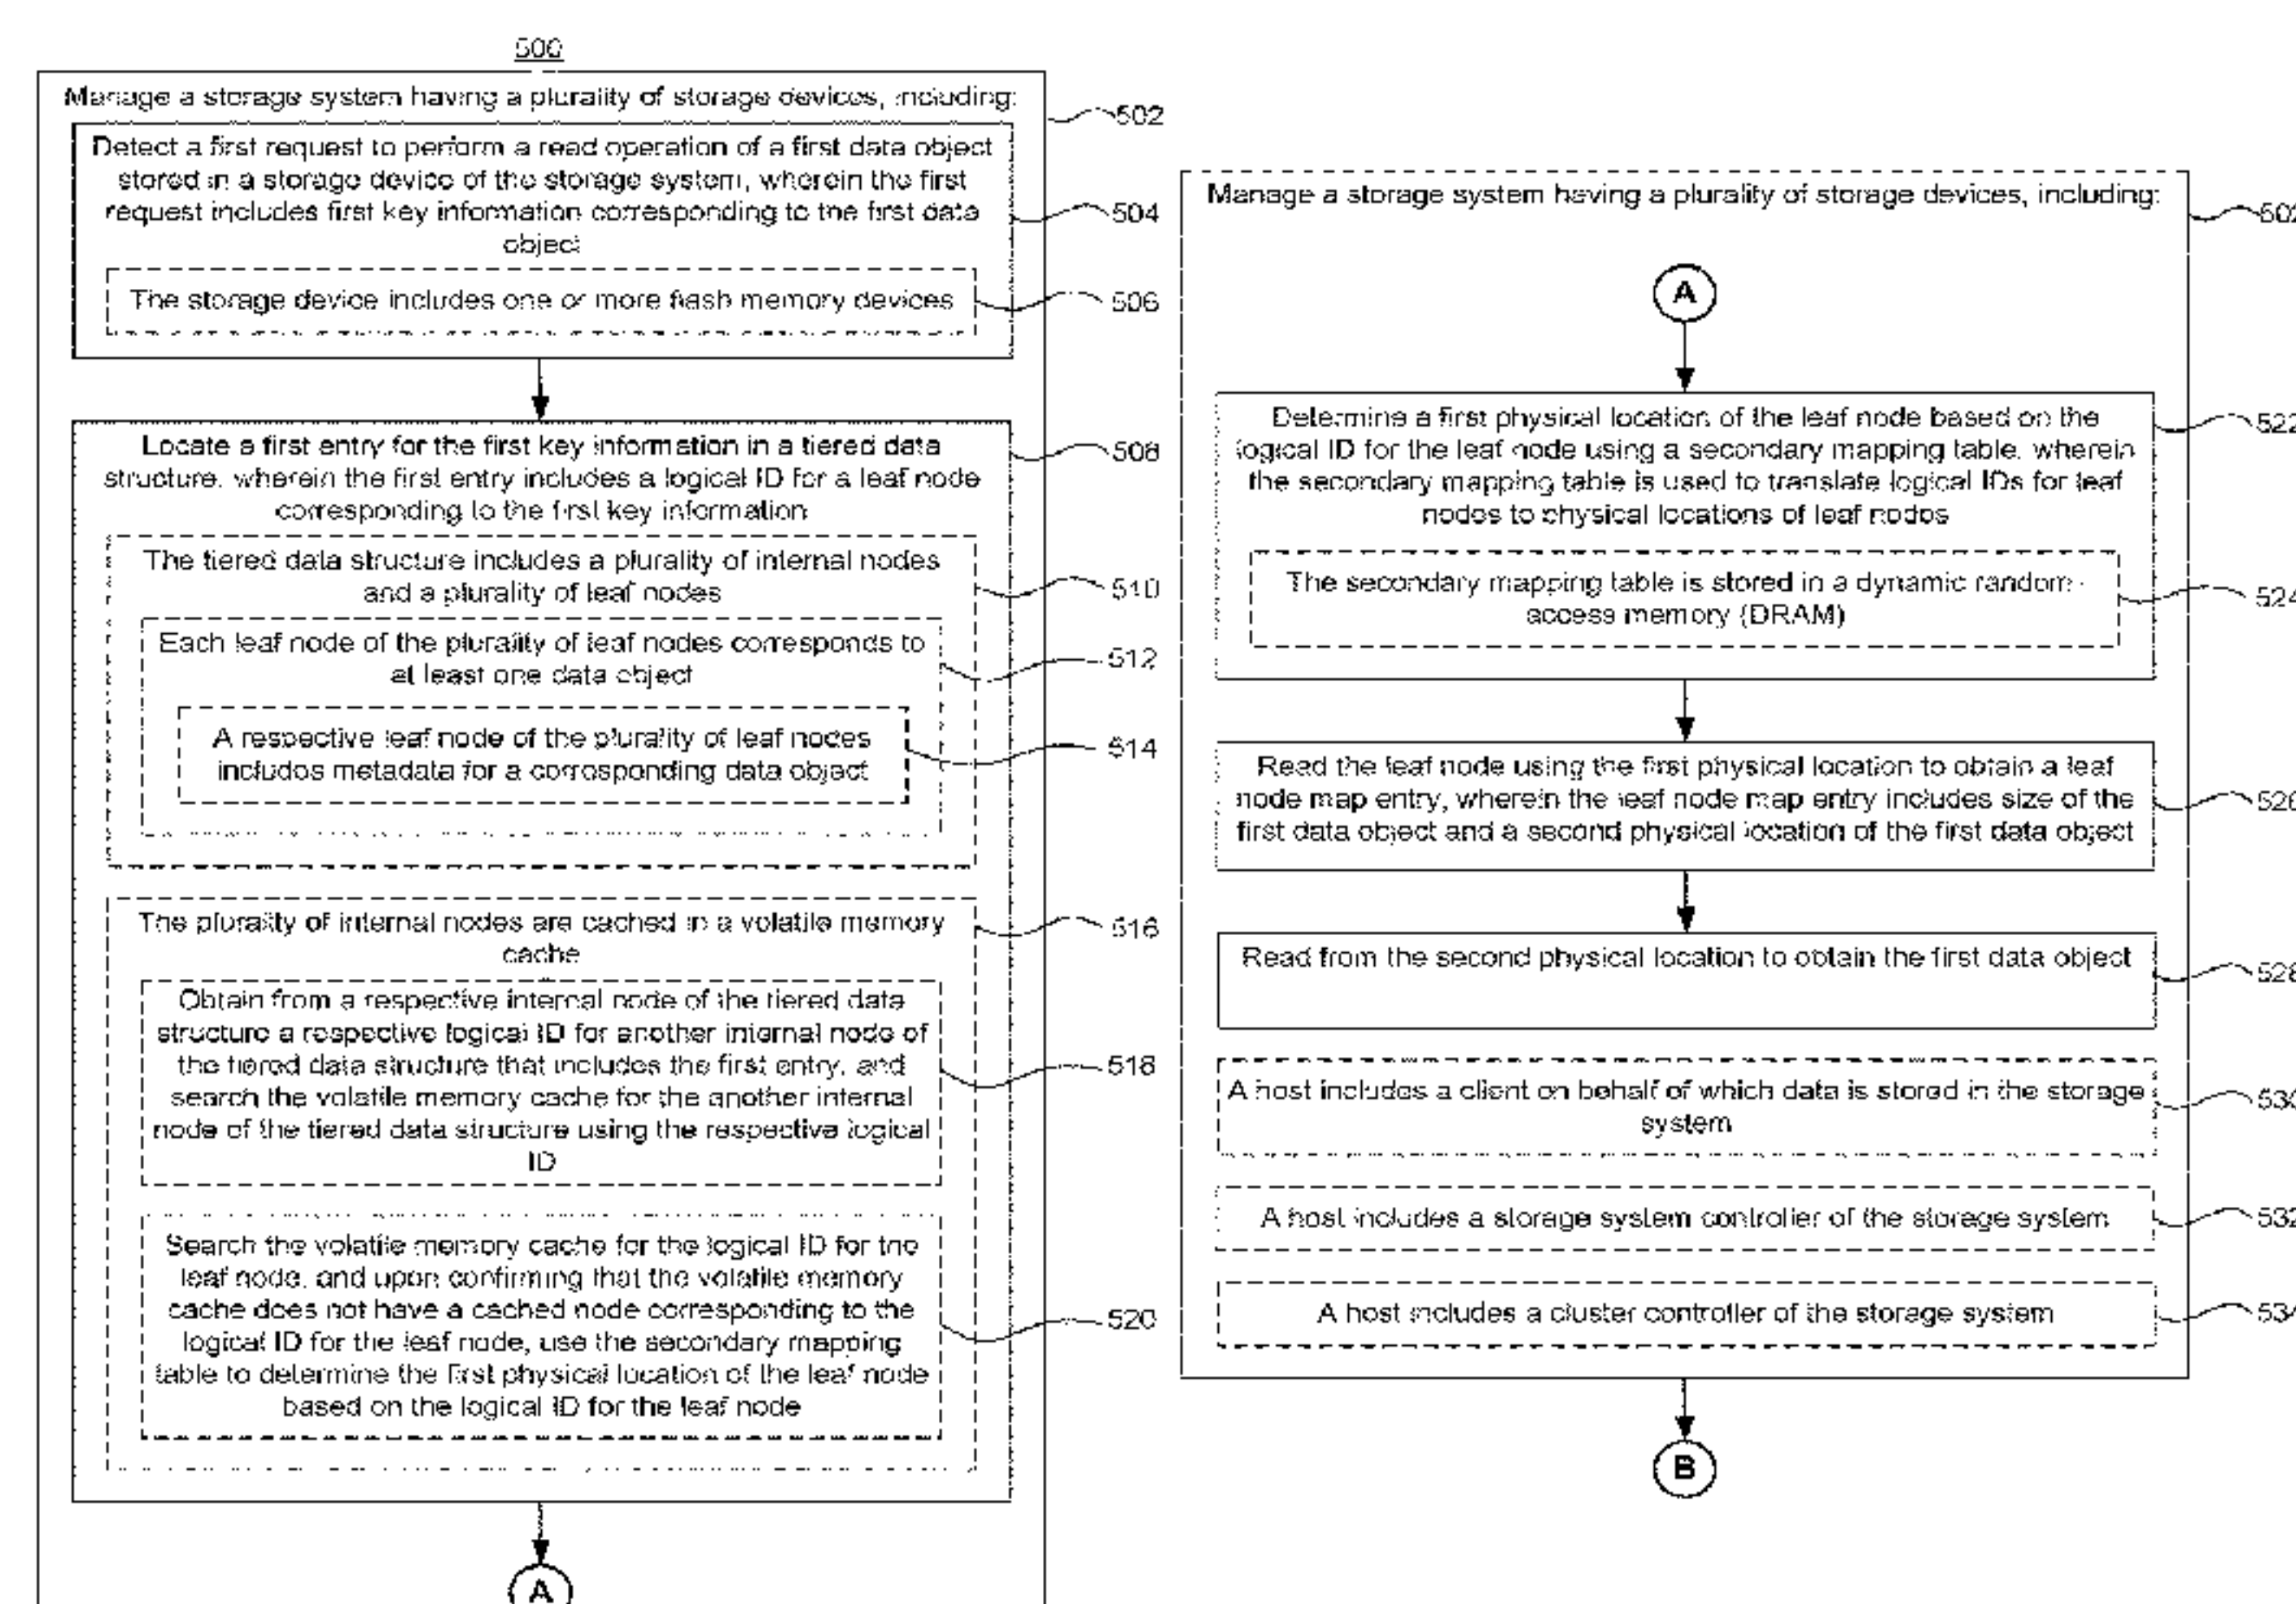 500
Manage a storage system having a plurality of storage devices, including:
502
Detect a first request to perform a read operation of a first data object
stored in a storage device of the storage system, wherein the first
request includes first key information corresponding to the first data
object
504
The storage device includes one or more flash memory devices
506
Locate a first entry for the first key information in a tiered data
structure, wherein the first entry includes a logical ID for a leaf node
corresponding to the first key information
508
The tiered data structure includes a plurality of internal nodes
and a plurality of leaf nodes
510
Each leaf node of the plurality of leaf nodes corresponds to
at least one data object
512
A respective leaf node of the plurality of leaf nodes
includes metadata for a corresponding data object
514
The plurality of internal nodes are cached in a volatile memory
cache
516
Obtain from a respective internal node of the tiered data
structure a respective logical ID for another internal node of
the tiered data structure that includes the first entry, and
search the volatile memory cache for the another internal
node of the tiered data structure using the respective logical
ID
518
Search the volatile memory cache for the logical ID for the
leaf node, and upon confirming that the volatile memory
cache does not have a cached node corresponding to the
logical ID for the leaf node, use the secondary mapping
table to determine the first physical location of the leaf node
based on the logical ID for the leaf node
520
A
Manage a storage system having a plurality of storage devices, including:
502
A
Determine a first physical location of the leaf node based on the
logical ID for the leaf node using a secondary mapping table, wherein
the secondary mapping table is used to translate logical IDs for leaf
nodes to physical locations of leaf nodes
522
The secondary mapping table is stored in a dynamic random-
access memory (DRAM)
524
Read the leaf node using the first physical location to obtain a leaf
node map entry, wherein the leaf node map entry includes size of the
first data object and a second physical location of the first data object
526
Read from the second physical location to obtain the first data object
528
A host includes a client on behalf of which data is stored in the storage
system
530
A host includes a storage system controller of the storage system
532
A host includes a cluster controller of the storage system
534
B